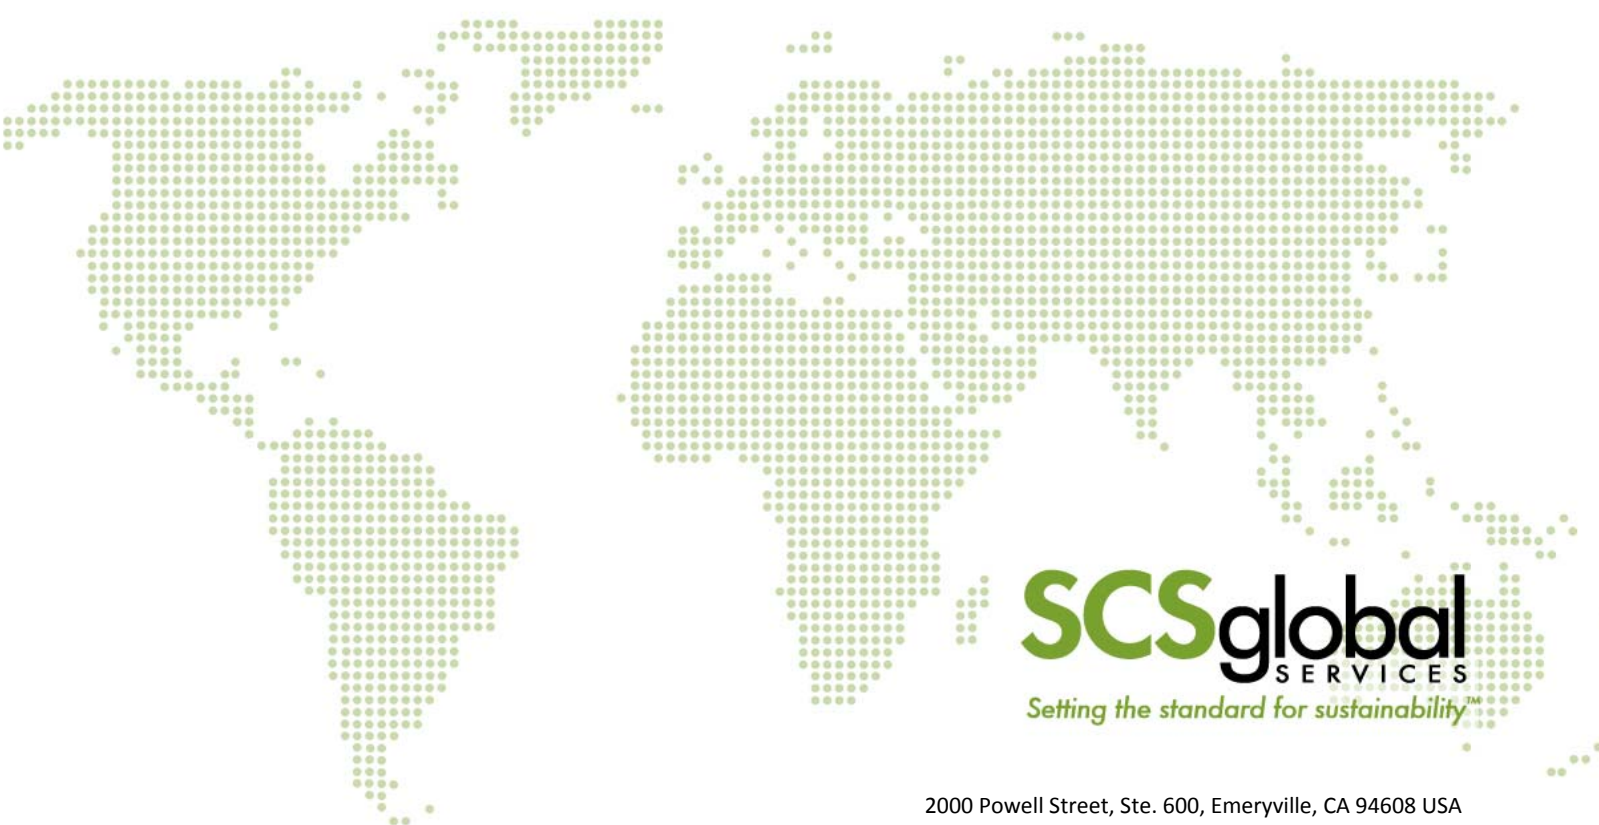 SCSglobal
SERVICES
Setting the standard for sustainability™
2000 Powell Street, Ste. 600, Emeryville, CA 94608 USA